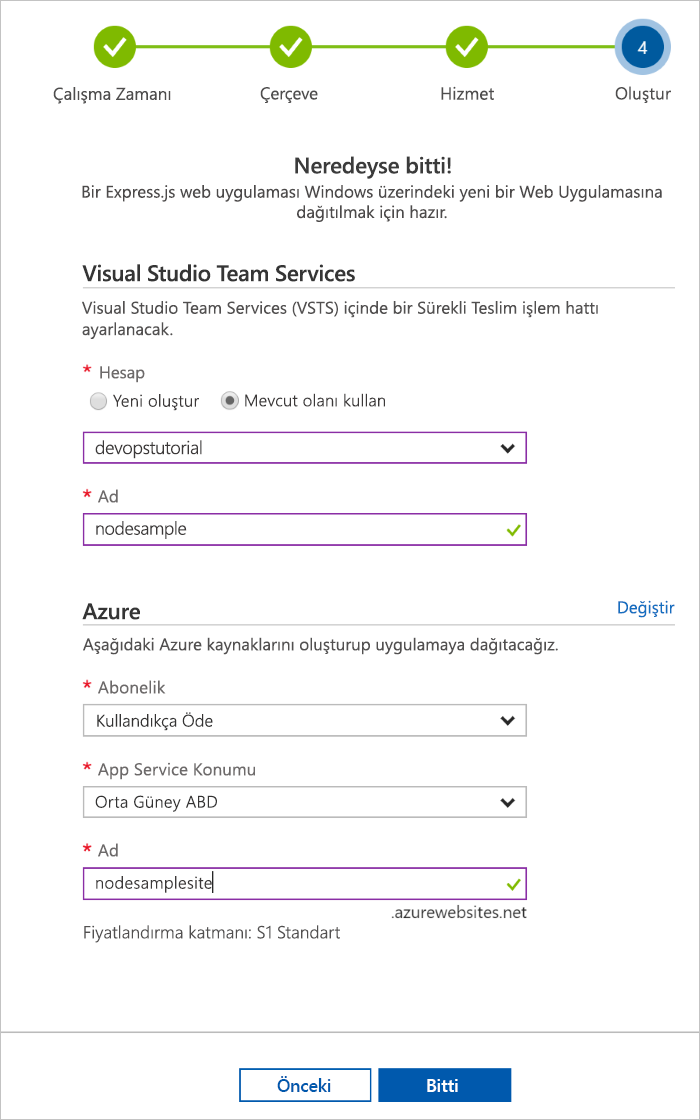 4
Çalışma Zamanı
Çerçeve
Hizmet
Oluştur
Neredeyse bitti!
Bir Express.js web uygulaması Windows üzerindeki yeni bir Web Uygulamasına
dağıtılmak için hazır.
Visual Studio Team Services
Visual Studio Team Services (VSTS) içinde bir Sürekli Teslim işlem hattı
ayarlanacak.
* Hesap
Yeni oluştur
Mevcut olanı kullan
devopstutorial
* Ad
nodesample
Azure
Değiştir
Aşağıdaki Azure kaynaklarını oluşturup uygulamaya dağıtacağız.
* Abonelik
Kullandıkça Öde
* App Service Konumu
Orta Güney ABD
* Ad
nodesamplesite
.azurewebsites.net
Fiyatlandırma katmanı: S1 Standart
Önceki
Bitti